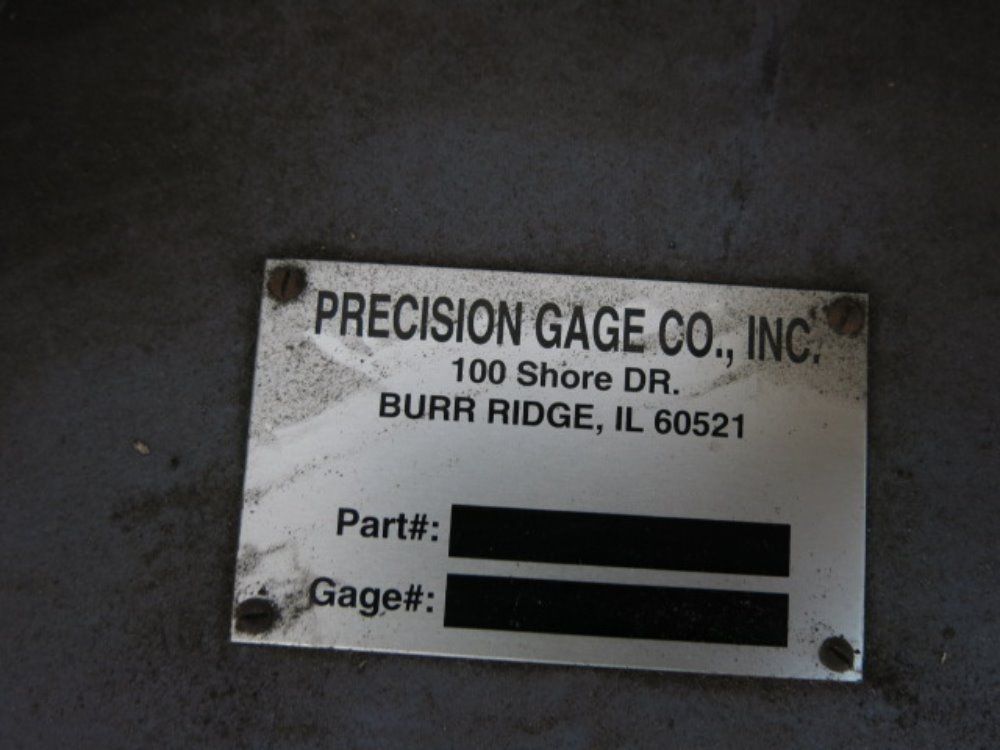 PRECISION GAGE CO., INC.
100 Shore DR.
BURR RIDGE, IL 60521
Part#:
Gage#: